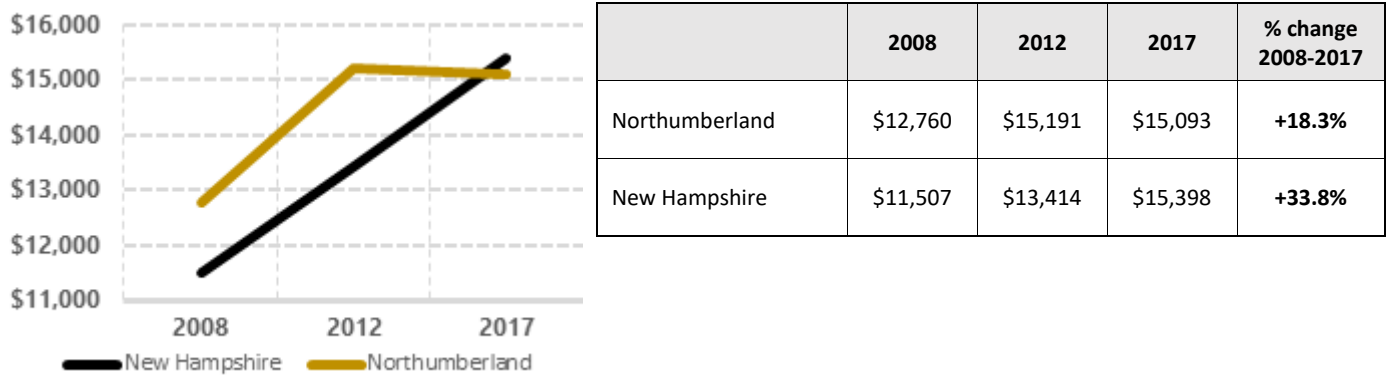 $16,000
$15,000
$14,000
$13,000
$12,000
$11,000
2008 2012 2017
New Hampshire Northumberland
2008 2012 2017 % change
2008-2017
Northumberland $12,760 $15,191 $15,093 +18.3%
New Hampshire $11,507 $13,414 $15,398 +33.8%